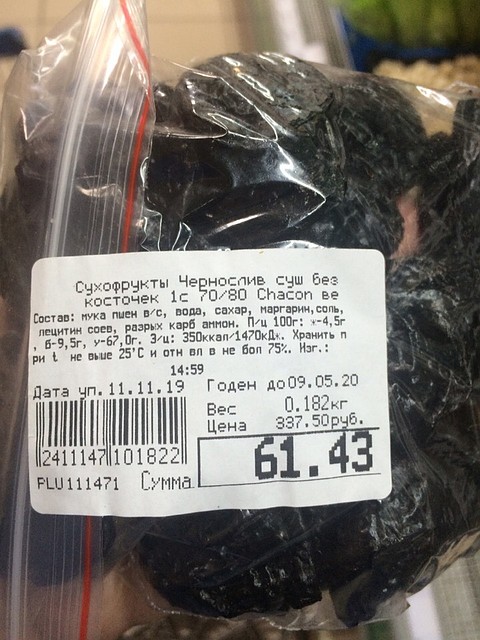 Сухофрукты Чернослив суш без
косточек 1с 70/80 Chacon ве
Состав: мука пшен в/с, вода, сахар, маргарин,соль,
лецитин соев, разрых карб аммон. П/ц 100г: ж-4,5г
, б-9,5г, у-67,0г. Э/ц: 350ккал/1470кДж. Хранить п
ри t не выше 25'С и отн вл в не бол 75%. Изг.:
14:59
Дата уп. 11.11.19 Годен до 09.05.20
Вес 0.182кг
Цена 337.50руб.
2411147101822
61.43
PLU111471 Сумма